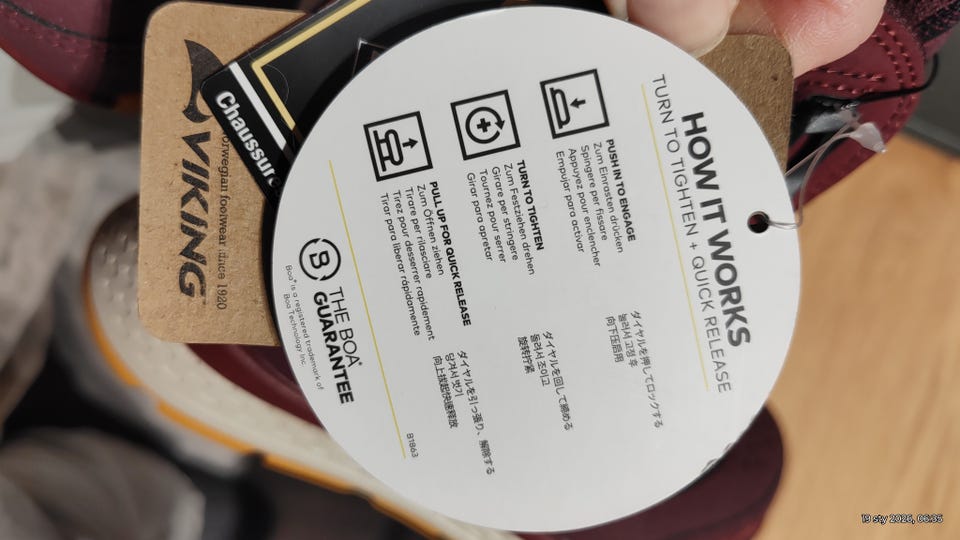 HOW IT WORKS
TURN TO TIGHTEN + QUICK RELEASE
PUSH IN TO ENGAGE
Zum Einrasten drücken
Spingere per fissare
Appuyez pour enclencher
Empujar para activar
ダイヤルを押してロックする
눌러서 고정 후
向下压启用
TURN TO TIGHTEN
Zum Festziehen drehen
Girare per stringere
Tournez pour serrer
Girar para apretar
ダイヤルを回して締める
돌려서 조이고
旋转拧紧
PULL UP FOR QUICK RELEASE
Zum Öffnen ziehen
Tirare per rilasciare
Tirez pour desserrer rapidement
Tirar para liberar rápidamente
ダイヤルを引っ張り、解除する
당겨서 벗기
向上拔起快速释放
B
THE BOA®
GUARANTEE
Boa® is a registered trademark of
Boa Technology Inc.
B1863
VIKING
orwegian footwear since 1920
Chaussure
19 sty 2026, 06:35